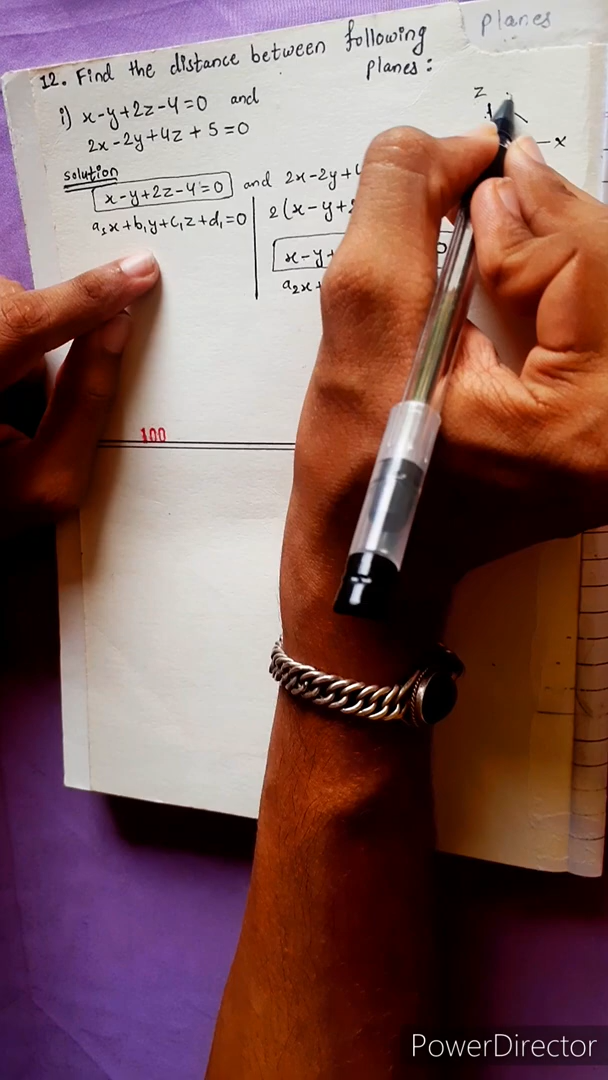 planes
12. Find the distance between following
planes:
i) x-y+2z-4=0 and
2x-2y+4z+5=0
solution
x-y+2z-4=0 and 2x-2y+
a₁x+b₁y+c₁z+d₁=0
2(x-y+
x-y+ 0
a₂x+
z
x
100
PowerDirector